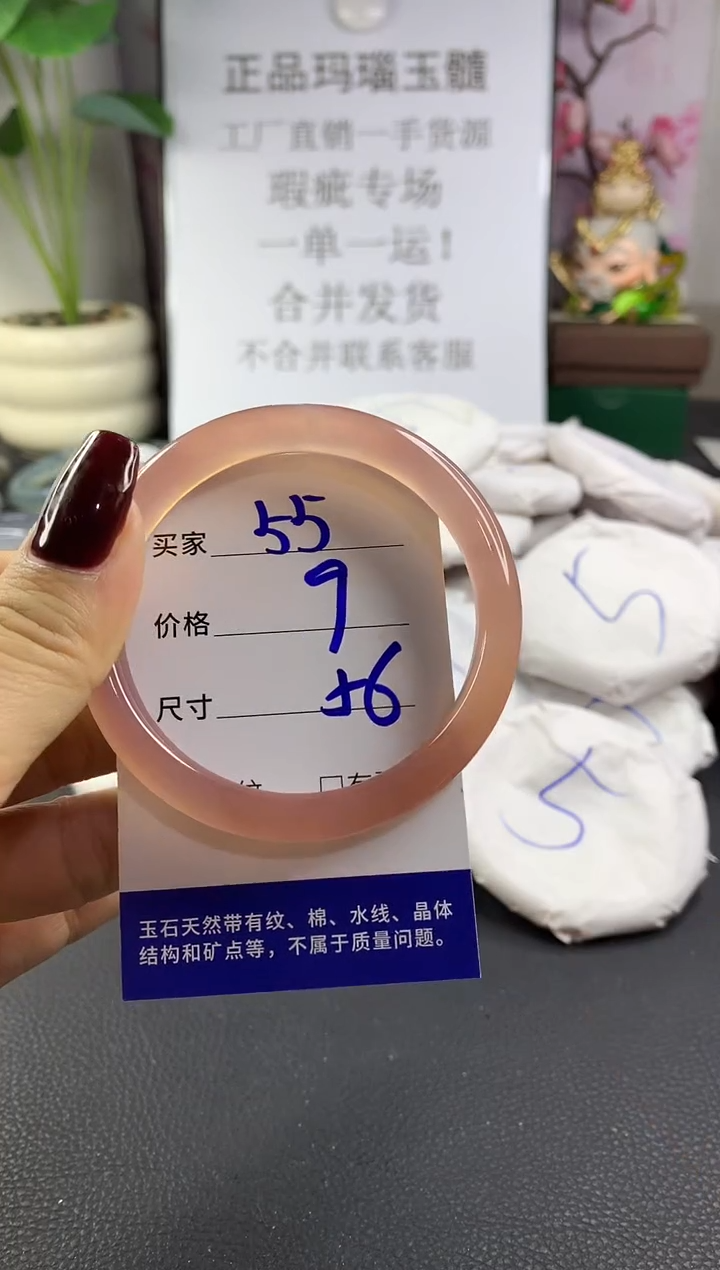 正品玛瑙玉髓
工厂直销一手货源
瑕疵专场
一单一运！
合并发货
不合并联系客服
买家 55
价格 9
尺寸 +6
纹 □有
玉石天然带有纹、棉、水线、晶体
结构和矿点等，不属于质量问题。
5
5